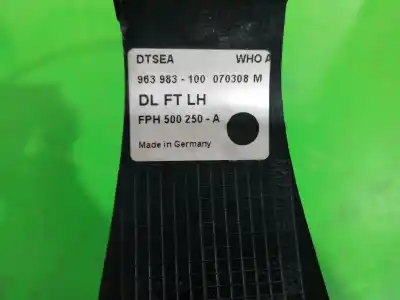 DTSEA WHO A
963 983 - 100 070308 M
DL FT LH
FPH 500 250 - A
Made in Germany